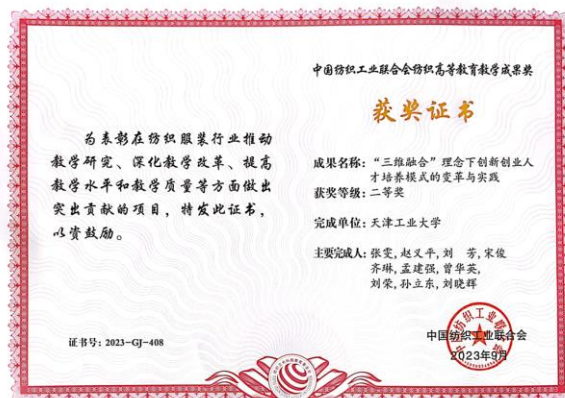 为表彰在纺织服装行业推动
教学研究、深化教学改革、提高
教学水平和教学质量等方面做出
突出贡献的项目，特发此证书，
以资鼓励。
证书号：2023-GJ-408
中国纺织工业联合会纺织高等教育教学成果奖
获奖证书
成果名称：“三维融合”理念下创新创业人
才培养模式的变革与实践
获奖等级：二等奖
完成单位：天津工业大学
主要完成人：张雯,赵义平,刘 芳,宋俊
齐琳,孟建强,曾华英,
刘荣,孙立东,刘晓辉
中国纺织工业联合会
2023年9月